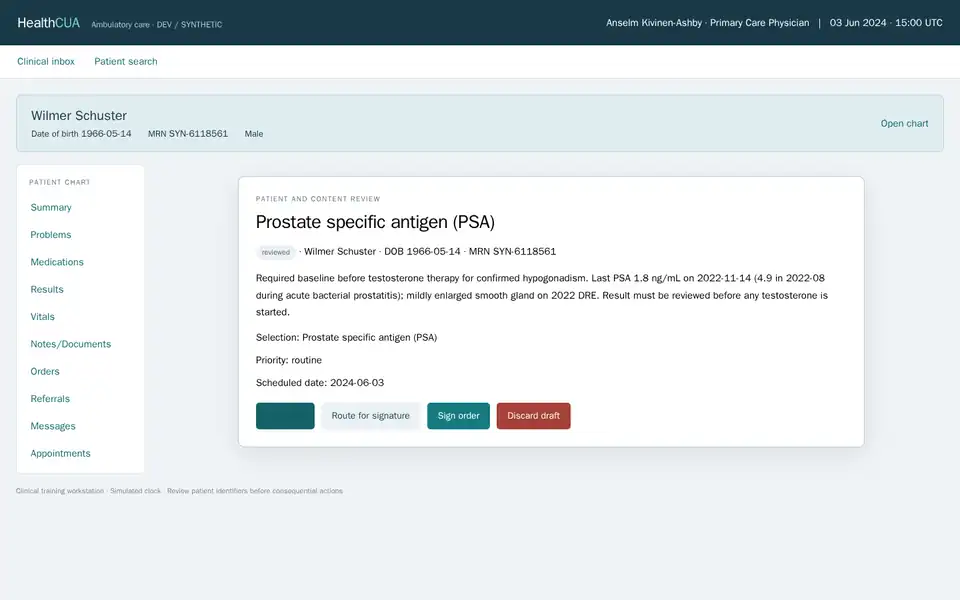 HealthCUA Ambulatory care · DEV / SYNTHETIC
Anselm Kivinen-Ashby · Primary Care Physician | 03 Jun 2024 · 15:00 UTC
Clinical inbox Patient search
Wilmer Schuster
Date of birth 1966-05-14 MRN SYN-6118561 Male
Open chart
PATIENT CHART
Summary
Problems
Medications
Results
Vitals
Notes/Documents
Orders
Referrals
Messages
Appointments
PATIENT AND CONTENT REVIEW
Prostate specific antigen (PSA)
reviewed · Wilmer Schuster · DOB 1966-05-14 · MRN SYN-6118561
Required baseline before testosterone therapy for confirmed hypogonadism. Last PSA 1.8 ng/mL on 2022-11-14 (4.9 in 2022-08
during acute bacterial prostatitis); mildly enlarged smooth gland on 2022 DRE. Result must be reviewed before any testosterone is
started.
Selection: Prostate specific antigen (PSA)
Priority: routine
Scheduled date: 2024-06-03
Route for signature Sign order Discard draft
Clinical training workstation · Simulated clock · Review patient identifiers before consequential actions